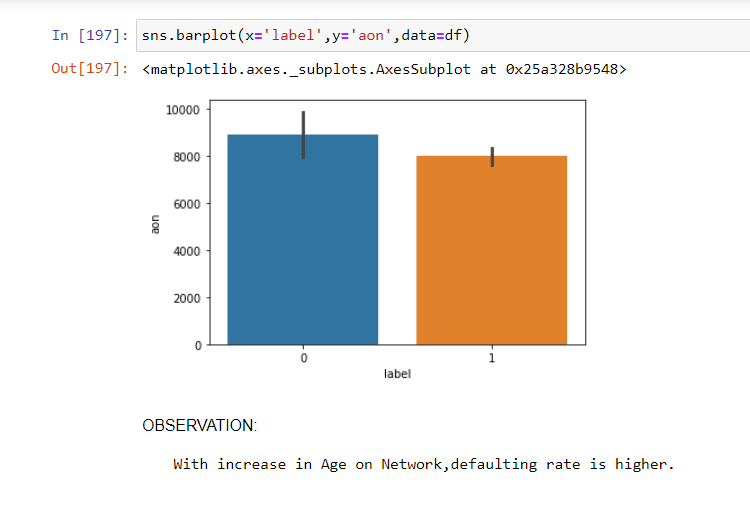 In [197]: sns.barplot(x='label',y='aon',data=df)
Out[197]: <matplotlib.axes._subplots.AxesSubplot at 0x25a328b9548>
10000
8000
6000
4000
2000
0
aon
0 1
label
OBSERVATION:
With increase in Age on Network,defaulting rate is higher.